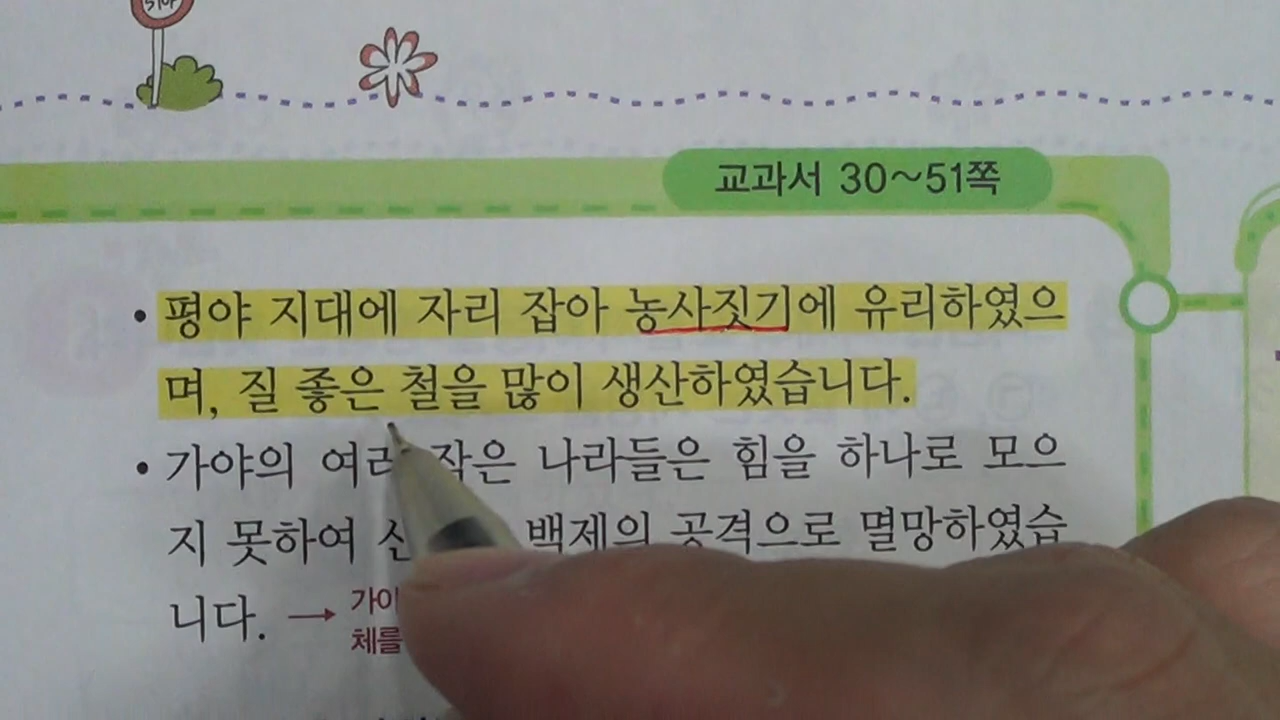 STOP
교과서 30~51쪽
• 평야 지대에 자리 잡아 농사짓기에 유리하였으
며, 질 좋은 철을 많이 생산하였습니다.
• 가야의 여러 작은 나라들은 힘을 하나로 모으
지 못하여 백제의 공격으로 멸망하였습
니다. →
체를